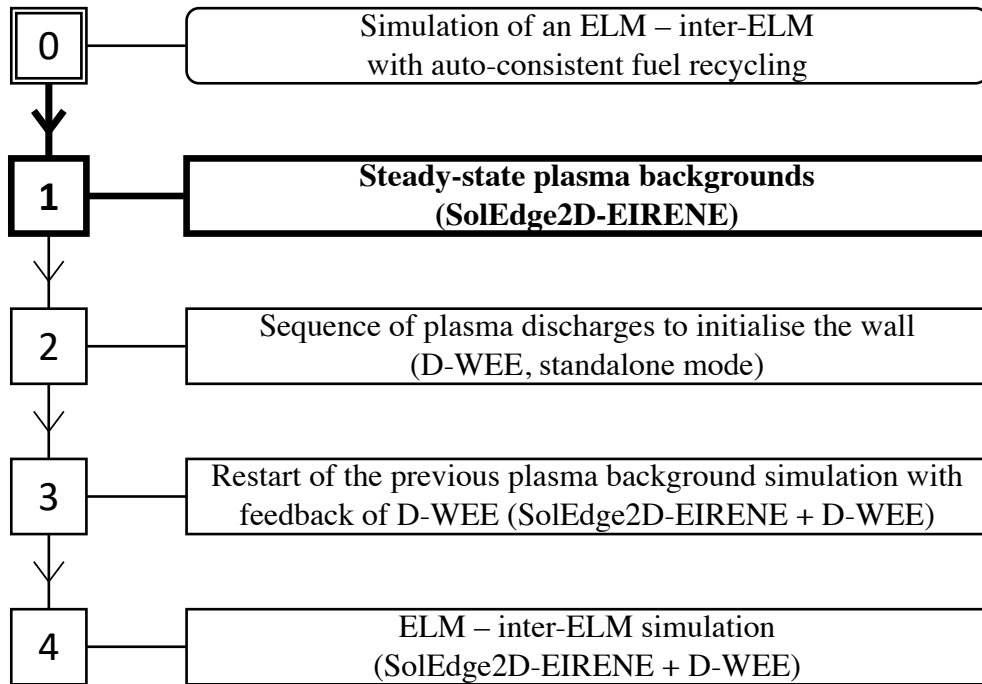 0
Simulation of an ELM – inter-ELM
with auto-consistent fuel recycling
1
Steady-state plasma backgrounds
(SolEdge2D-EIRENE)
2
Sequence of plasma discharges to initialise the wall
(D-WEE, standalone mode)
3
Restart of the previous plasma background simulation with
feedback of D-WEE (SolEdge2D-EIRENE + D-WEE)
4
ELM – inter-ELM simulation
(SolEdge2D-EIRENE + D-WEE)